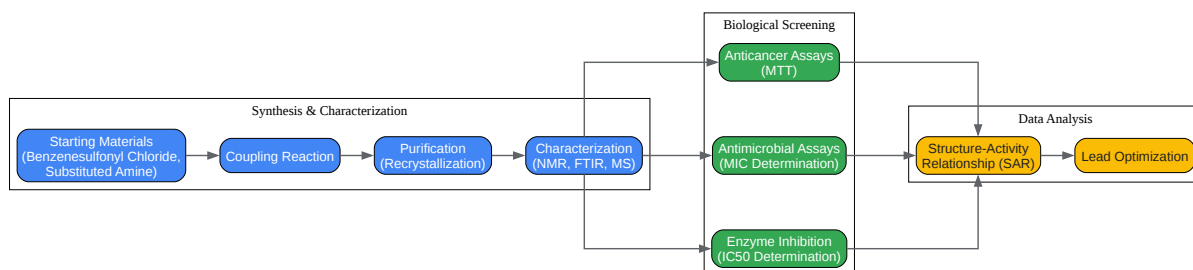 Synthesis & Characterization
Starting Materials
(Benzenesulfonyl Chloride,
Substituted Amine)
Coupling Reaction
Purification
(Recrystallization)
Characterization
(NMR, FTIR, MS)
Biological Screening
Anticancer Assays
(MTT)
Antimicrobial Assays
(MIC Determination)
Enzyme Inhibition
(IC50 Determination)
Data Analysis
Structure-Activity
Relationship (SAR)
Lead Optimization